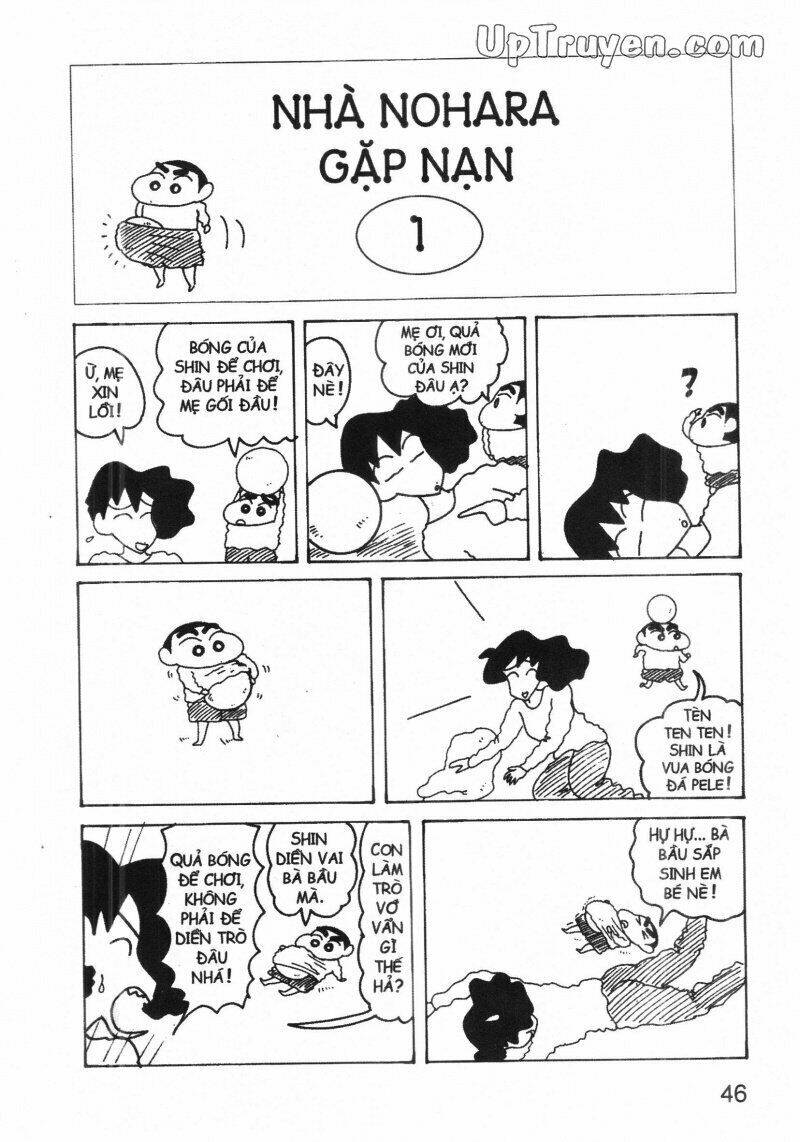 UpTruyen.com
NHÀ NOHARA
GẶP NẠN
1
?
MẸ ƠI, QUẢ
BÓNG MỚI
CỦA SHIN
ĐÂU Ạ?
ĐÂY
NÈ!
BÓNG CỦA
SHIN ĐỂ CHƠI,
ĐÂU PHẢI ĐỂ
MẸ GỐI ĐẦU!
Ừ, MẸ
XIN
LỖI!
TÈN
TEN TEN!
SHIN LÀ
VUA BÓNG
ĐÁ PELE!
HỰ HỰ... BÀ
BẦU SẮP
SINH EM
BÉ NÈ!
CON
LÀM
TRÒ
VỚ
VẨN
GÌ
THẾ
HẢ?
SHIN
DIỄN VAI
BÀ BẦU
MÀ.
QUẢ BÓNG
ĐỂ CHƠI,
KHÔNG
PHẢI ĐỂ
DIỄN TRÒ
ĐÂU
NHÁ!
46